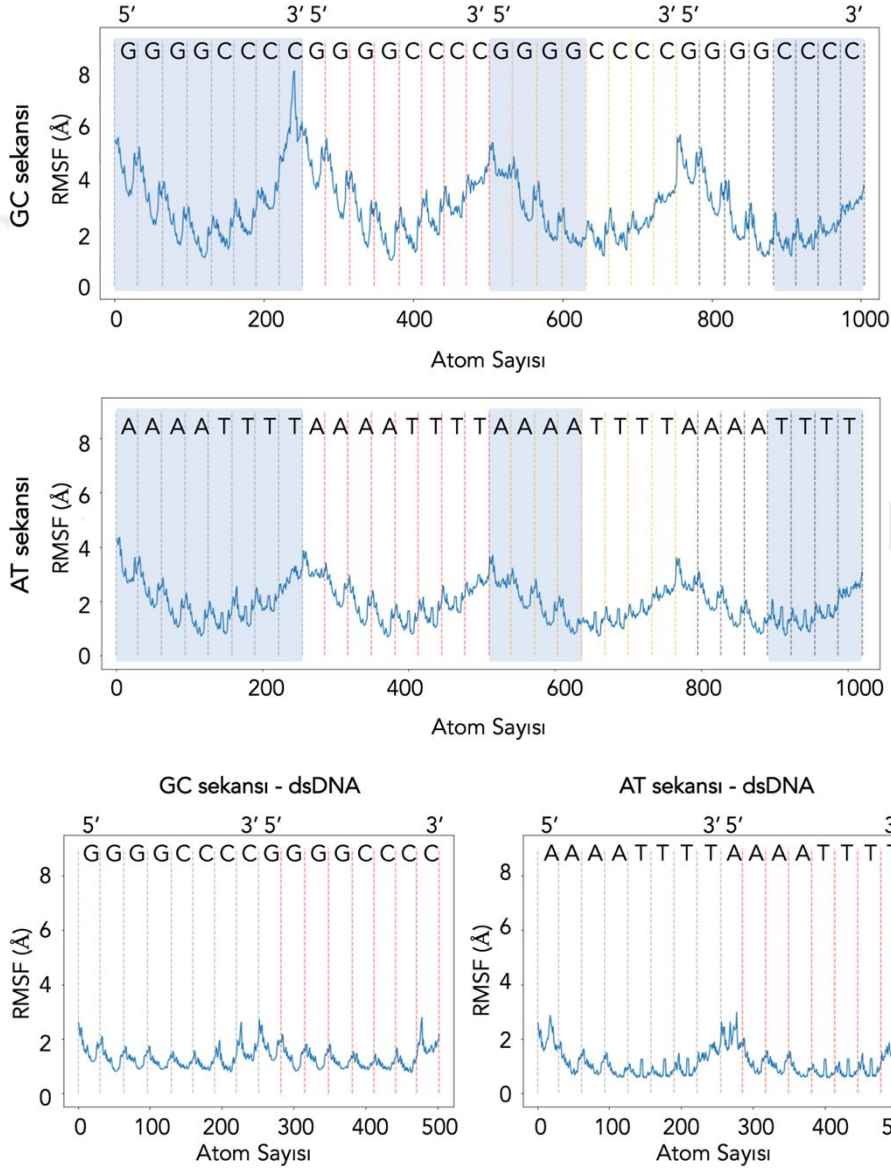 5′ 3′ 5′ 3′ 5′ 3′ 5′ 3′
G G G G C C C C G G G G C C C C G G G G C C C C G G G G C C C C
GC sekansı
RMSF (Å)
8
6
4
2
0
0 200 400 600 800 1000
Atom Sayısı
A A A A T T T T A A A A T T T T A A A A T T T T A A A A T T T T
AT sekansı
RMSF (Å)
8
6
4
2
0
0 200 400 600 800 1000
Atom Sayısı
GC sekansı - dsDNA
5′ 3′ 5′ 3′
G G G G C C C C G G G G C C C C
RMSF (Å)
8
6
4
2
0
0 100 200 300 400 500
Atom Sayısı
AT sekansı - dsDNA
5′ 3′ 5′ 3
A A A A T T T T A A A A T T T T
RMSF (Å)
8
6
4
2
0
0 100 200 300 400 50
Atom Sayısı